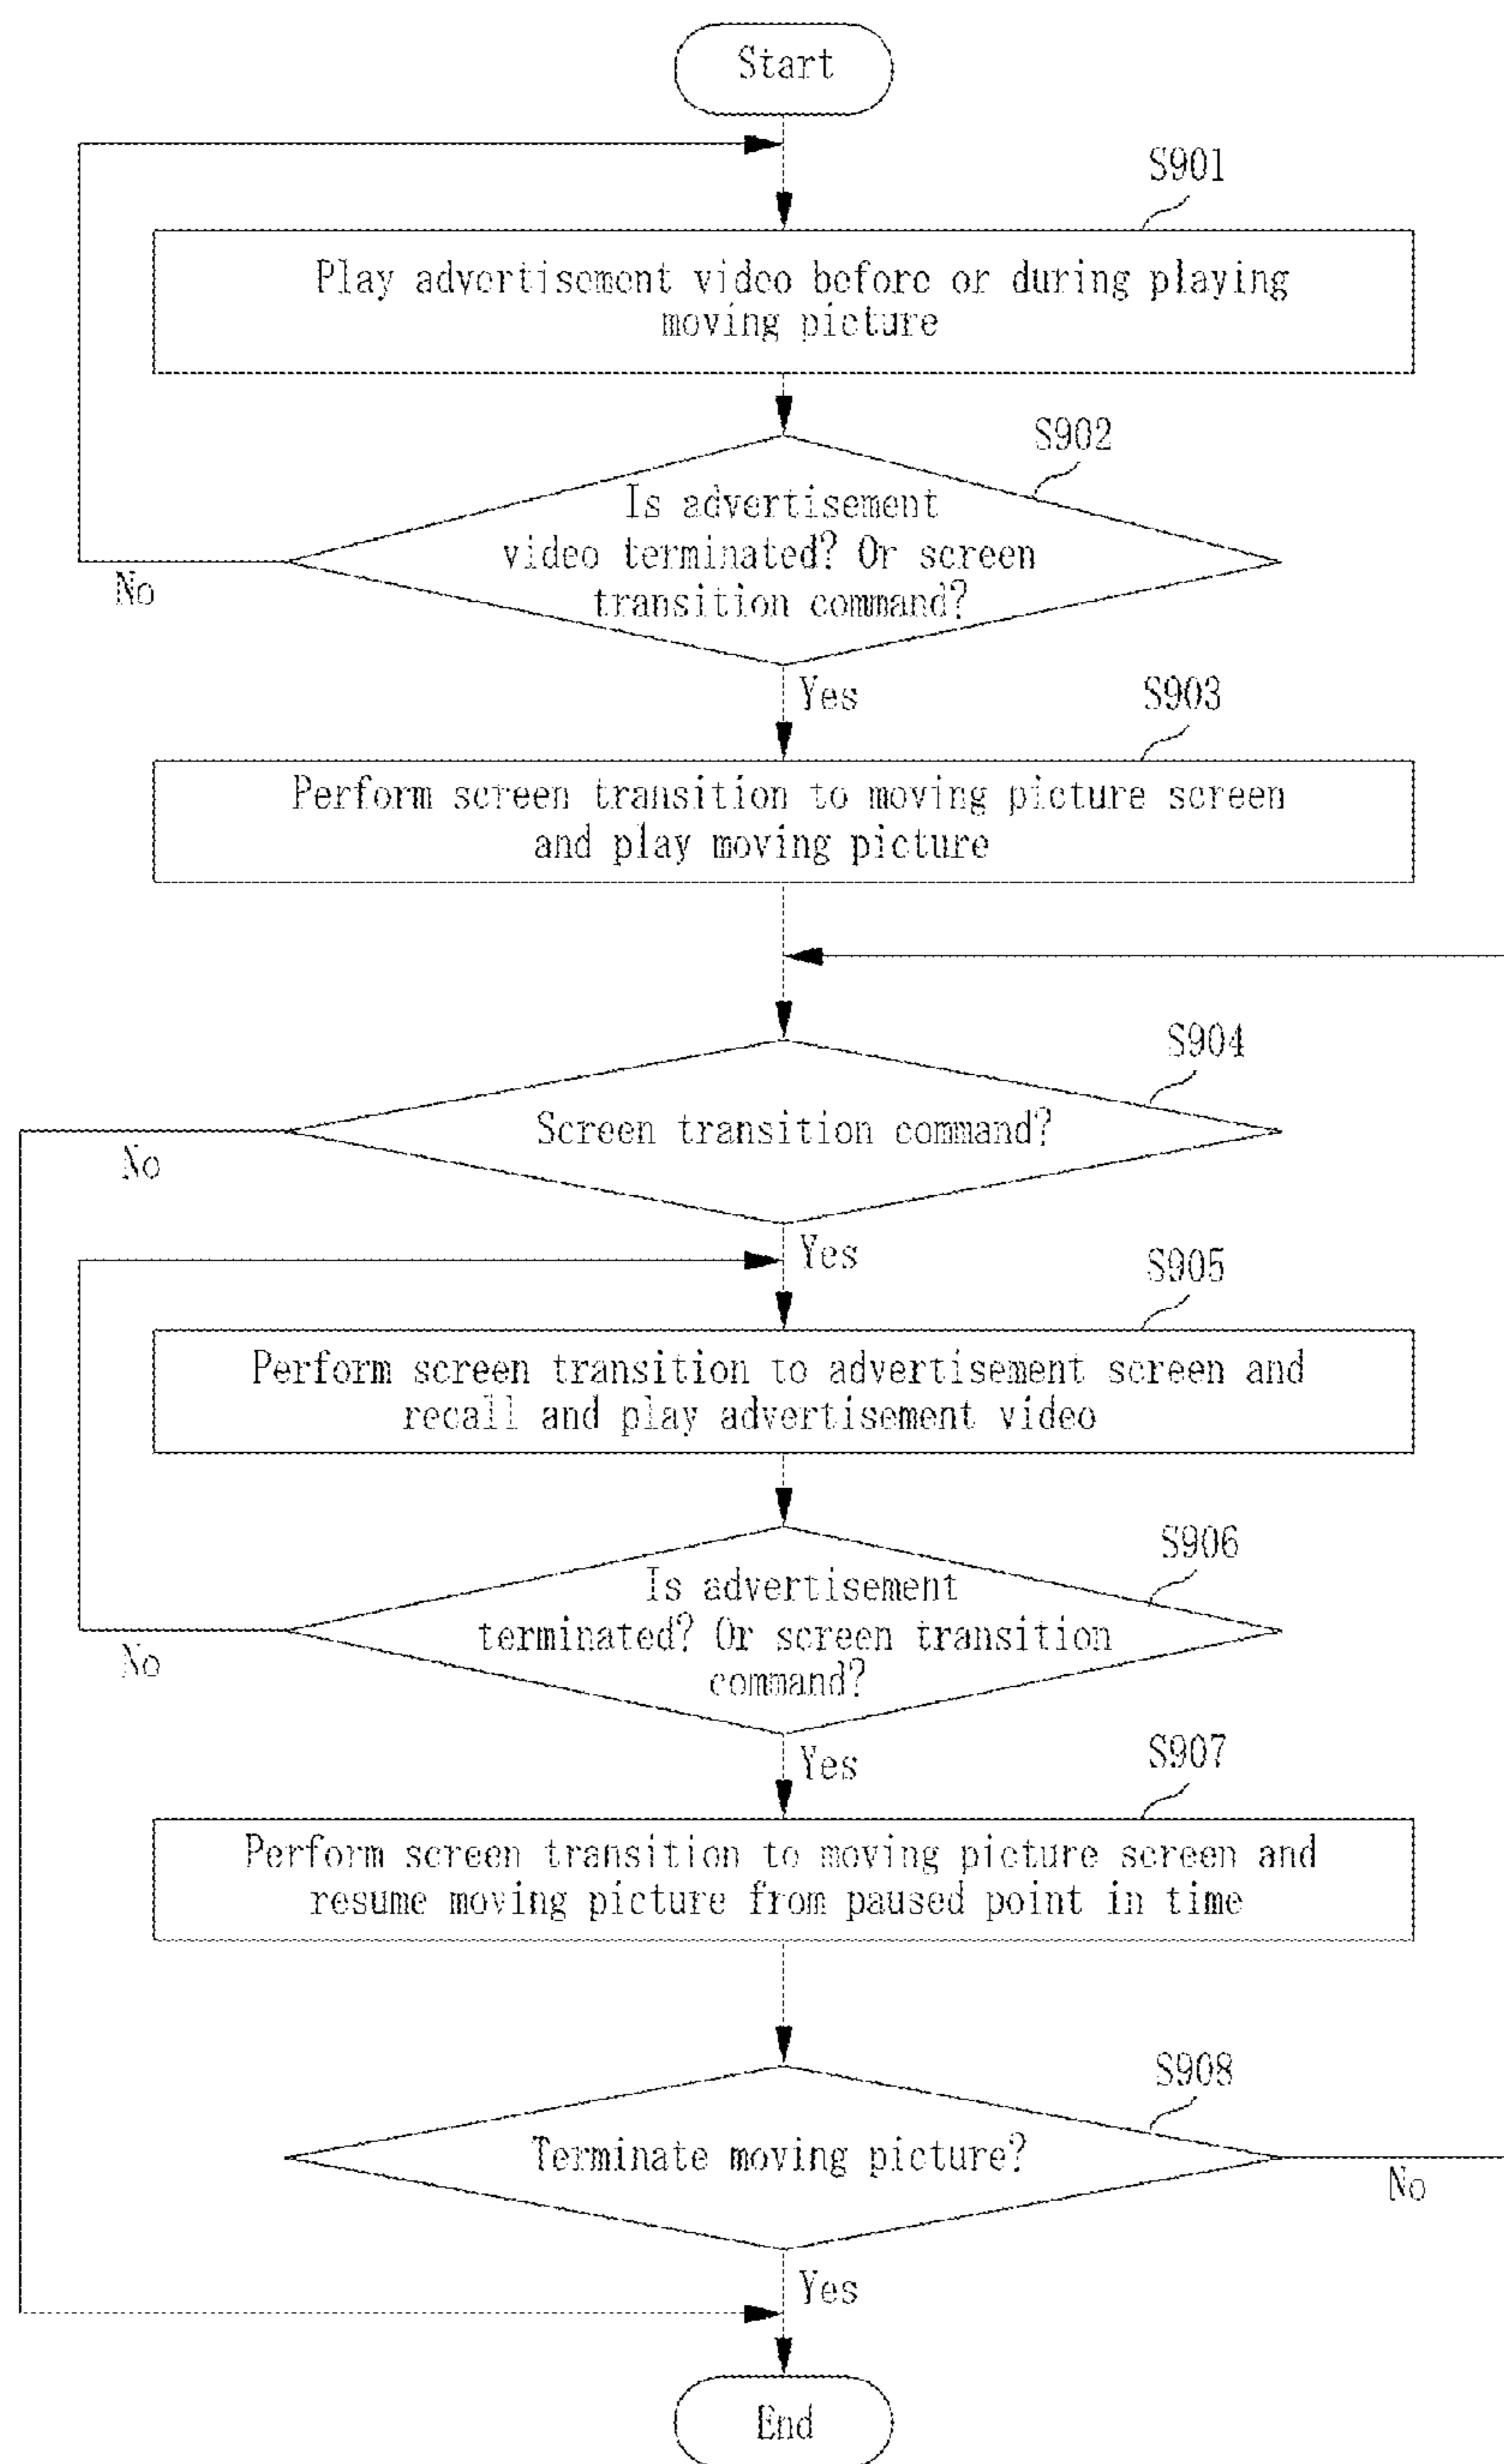 Start
S901
Play advertisement video before or during playing
moving picture
S902
Is advertisement
video terminated? Or screen
transition command?
No
Yes
S903
Perform screen transition to moving picture screen
and play moving picture
S904
Screen transition command?
No
Yes
S905
Perform screen transition to advertisement screen and
recall and play advertisement video
S906
Is advertisement
terminated? Or screen transition
command?
No
Yes
S907
Perform screen transition to moving picture screen and
resume moving picture from paused point in time
S908
Terminate moving picture?
No
Yes
End